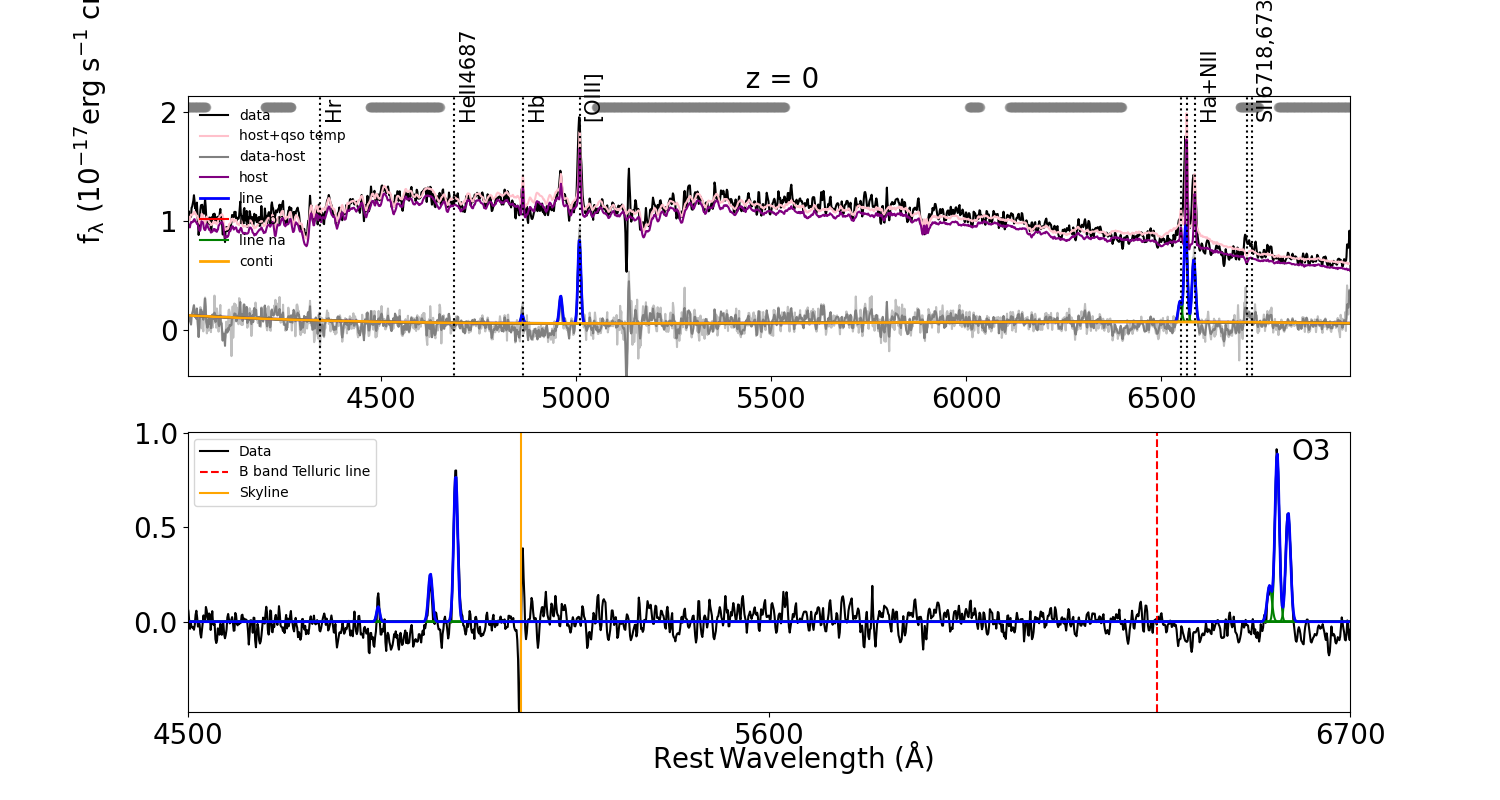 z = 0
f_λ (10⁻¹⁷erg s⁻¹ c
Hr
HeII4687
Hb
[OIII]
Ha+NII
SII6718,673
data
host+qso temp
data-host
host
line
line na
conti
2
1
0
4500
5000
5500
6000
6500
O3
Data
B band Telluric line
Skyline
1.0
0.5
0.0
4500
5600
6700
Rest Wavelength (Å)